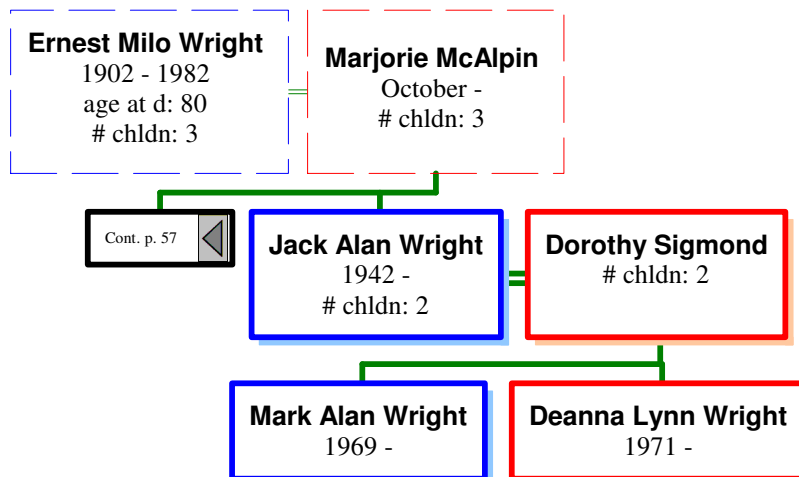 Ernest Milo Wright
1902 - 1982
age at d: 80
# chldn: 3
Marjorie McAlpin
October -
# chldn: 3
Cont. p. 57
Jack Alan Wright
1942 -
# chldn: 2
Dorothy Sigmond
# chldn: 2
Mark Alan Wright
1969 -
Deanna Lynn Wright
1971 -